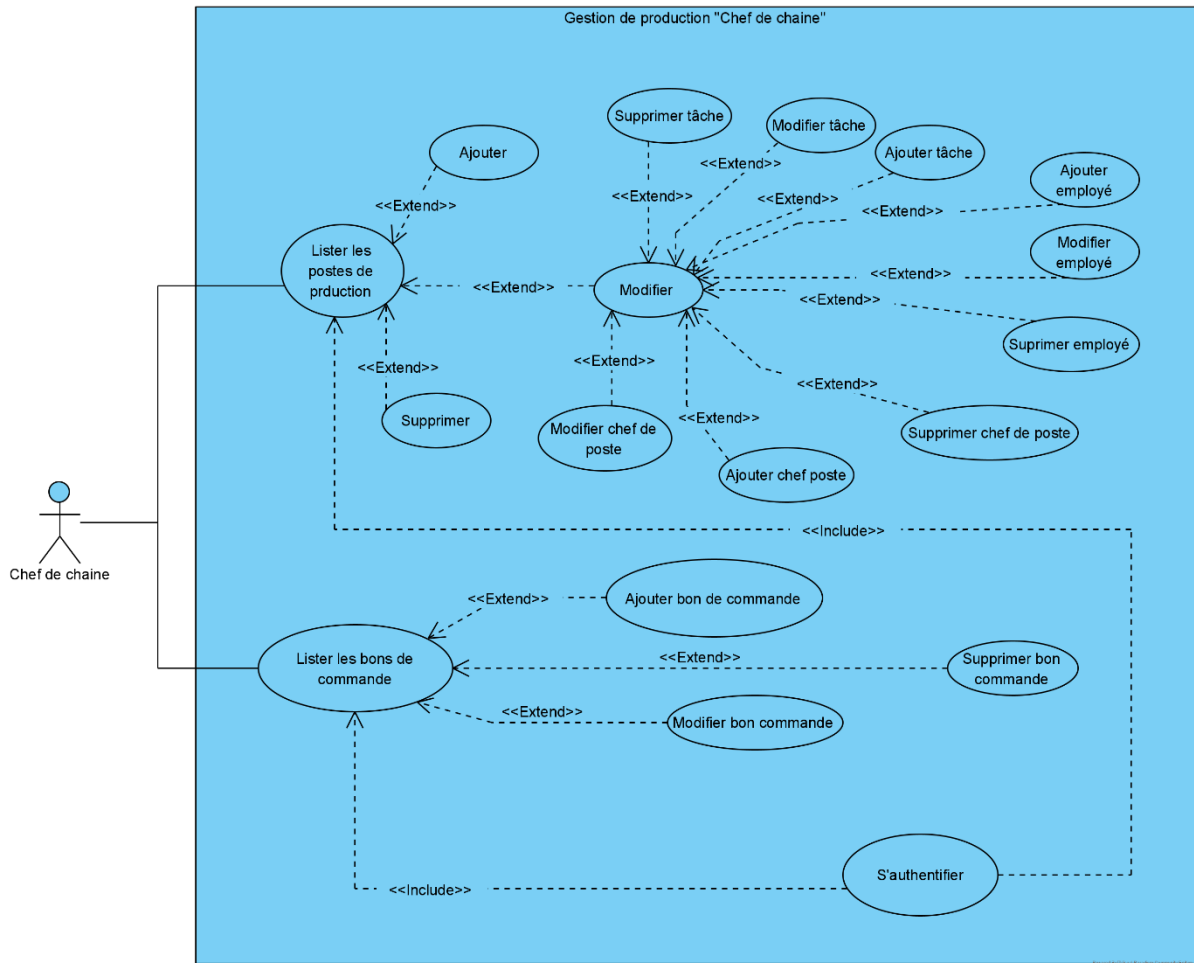 Gestion de production "Chef de chaine"
Supprimer tâche
Modifier tâche
Ajouter tâche
Ajouter
Ajouter
employé
<<Extend>>
<<Extend>>
<<Extend>>
<<Extend>>
<<Extend>>
Lister les
postes de
prduction
Modifier
employé
<<Extend>>
<<Extend>>
Modifier
<<Extend>>
Suprimer employé
<<Extend>>
<<Extend>>
<<Extend>>
<<Extend>>
Supprimer
Modifier chef de
poste
Supprimer chef de poste
Ajouter chef poste
<<Include>>
Chef de chaine
<<Extend>>
Ajouter bon de commande
Lister les bons de
commande
<<Extend>>
Supprimer bon
commande
<<Extend>>
Modifier bon commande
S'authentifier
<<Include>>